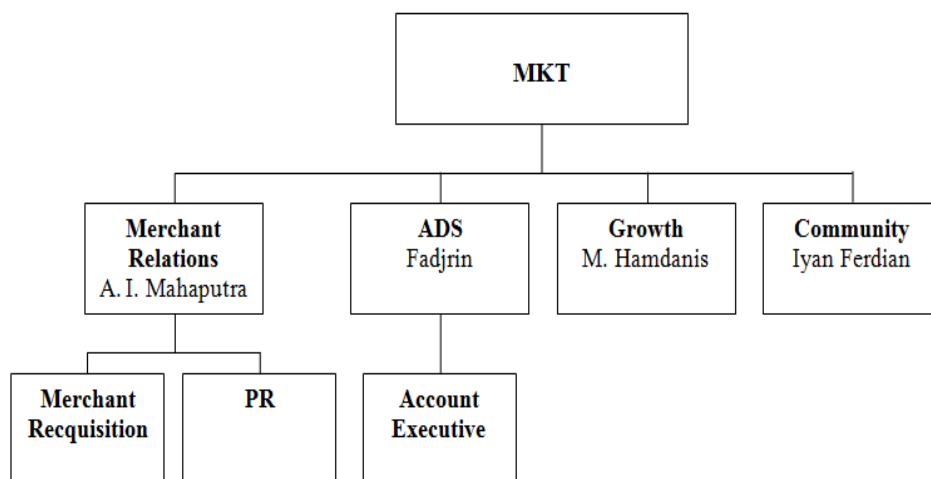 MKT
Merchant
Relations
A. I. Mahaputra
ADS
Fadjrin
Growth
M. Hamdanis
Community
Iyan Ferdian
Merchant
Recquisition
PR
Account
Executive